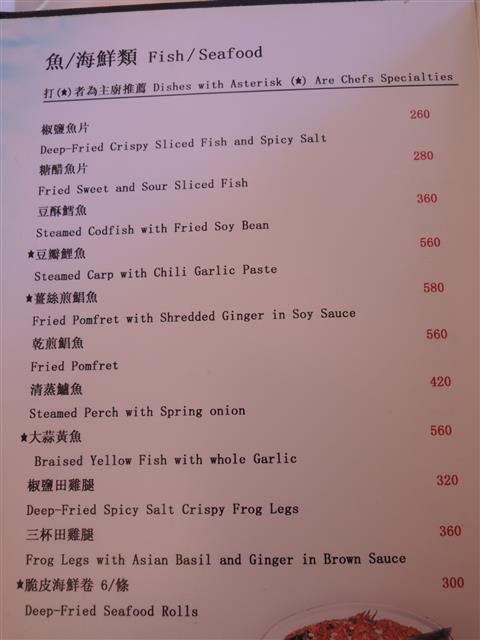 魚/海鮮類 Fish/Seafood
打(★)者為主廚推薦 Dishes with Asterisk (★) Are Chefs Specialties
椒鹽魚片 260
Deep-Fried Crispy Sliced Fish and Spicy Salt
糖醋魚片 280
Fried Sweet and Sour Sliced Fish
豆酥鱈魚 360
Steamed Codfish with Fried Soy Bean
★豆瓣鯉魚 560
Steamed Carp with Chili Garlic Paste
★薑絲煎鯧魚 580
Fried Pomfret with Shredded Ginger in Soy Sauce
乾煎鯧魚 560
Fried Pomfret
清蒸鱸魚 420
Steamed Perch with Spring onion
★大蒜黃魚 560
Braised Yellow Fish with whole Garlic
椒鹽田雞腿 320
Deep-Fried Spicy Salt Crispy Frog Legs
三杯田雞腿 360
Frog Legs with Asian Basil and Ginger in Brown Sauce
★脆皮海鮮卷 6/條 300
Deep-Fried Seafood Rolls